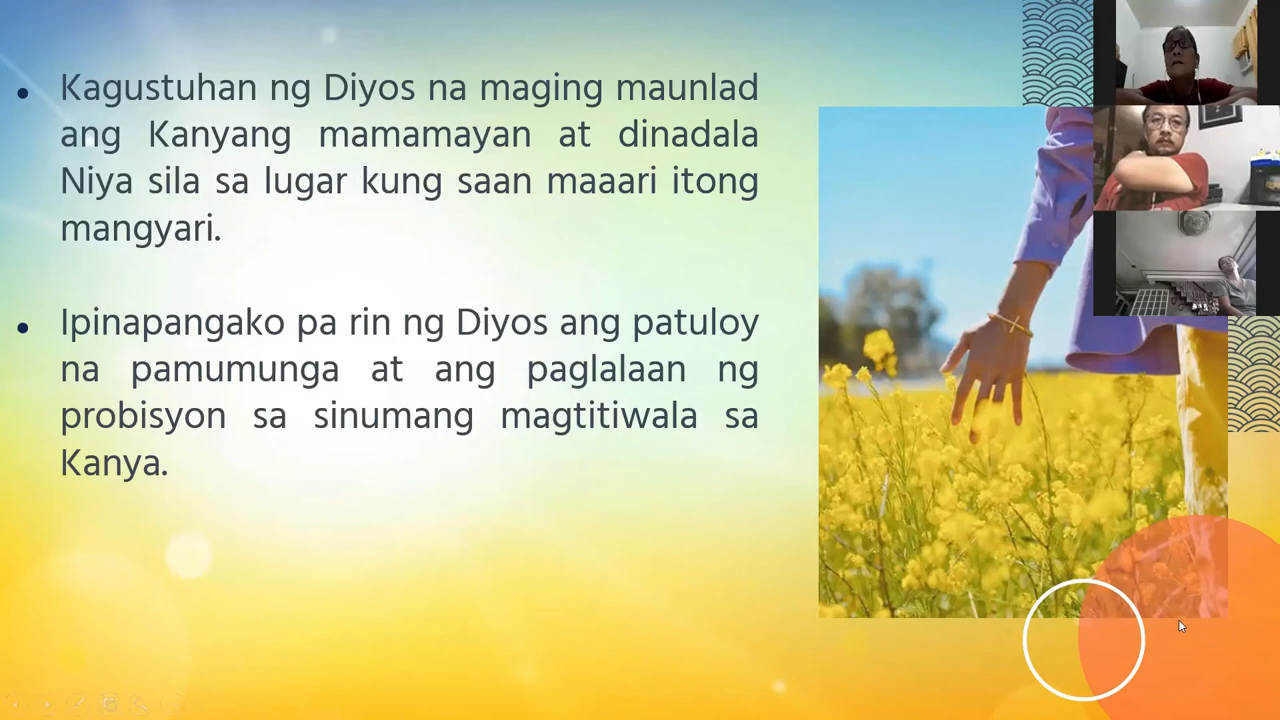 Kagustuhan ng Diyos na maging maunlad
ang Kanyang mamamayan at dinadala
Niya sila sa lugar kung saan maaari itong
mangyari.
Ipinapangako pa rin ng Diyos ang patuloy
na pamumunga at ang paglalaan ng
probisyon sa sinumang magtitiwala sa
Kanya.